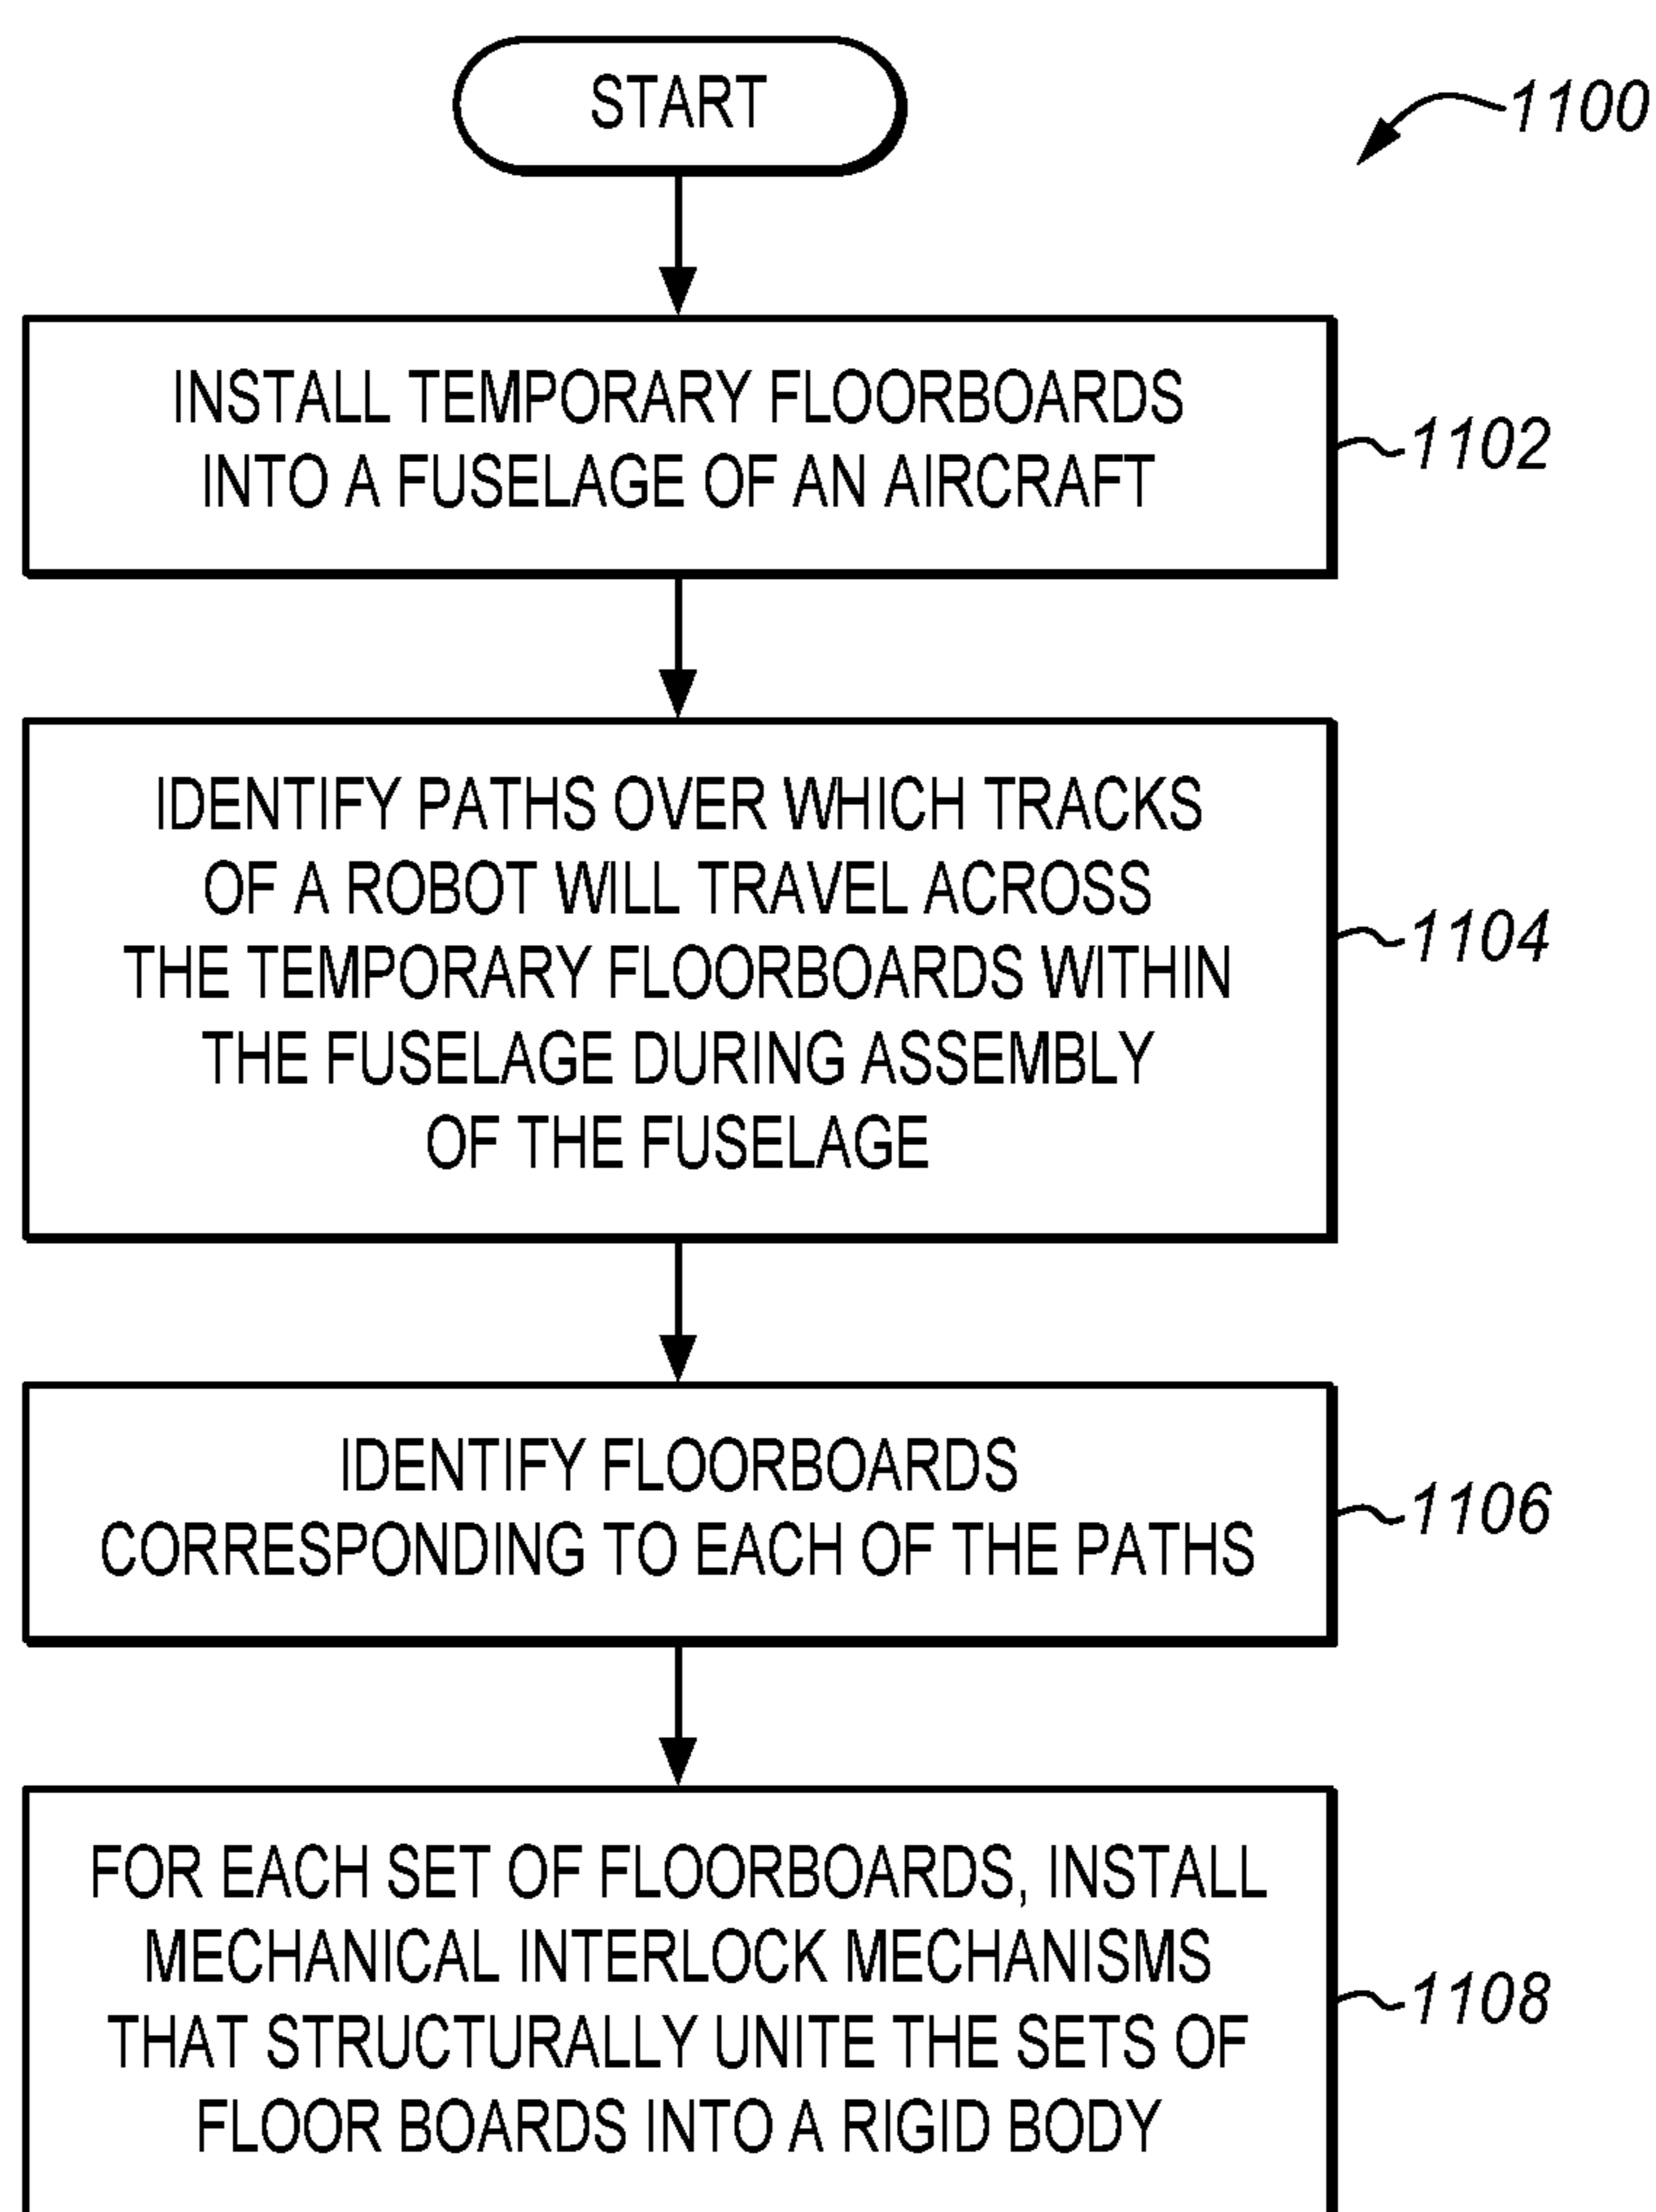 START
1100
INSTALL TEMPORARY FLOORBOARDS
INTO A FUSELAGE OF AN AIRCRAFT
1102
IDENTIFY PATHS OVER WHICH TRACKS
OF A ROBOT WILL TRAVEL ACROSS
THE TEMPORARY FLOORBOARDS WITHIN
THE FUSELAGE DURING ASSEMBLY
OF THE FUSELAGE
1104
IDENTIFY FLOORBOARDS
CORRESPONDING TO EACH OF THE PATHS
1106
FOR EACH SET OF FLOORBOARDS, INSTALL
MECHANICAL INTERLOCK MECHANISMS
THAT STRUCTURALLY UNITE THE SETS OF
FLOOR BOARDS INTO A RIGID BODY
1108